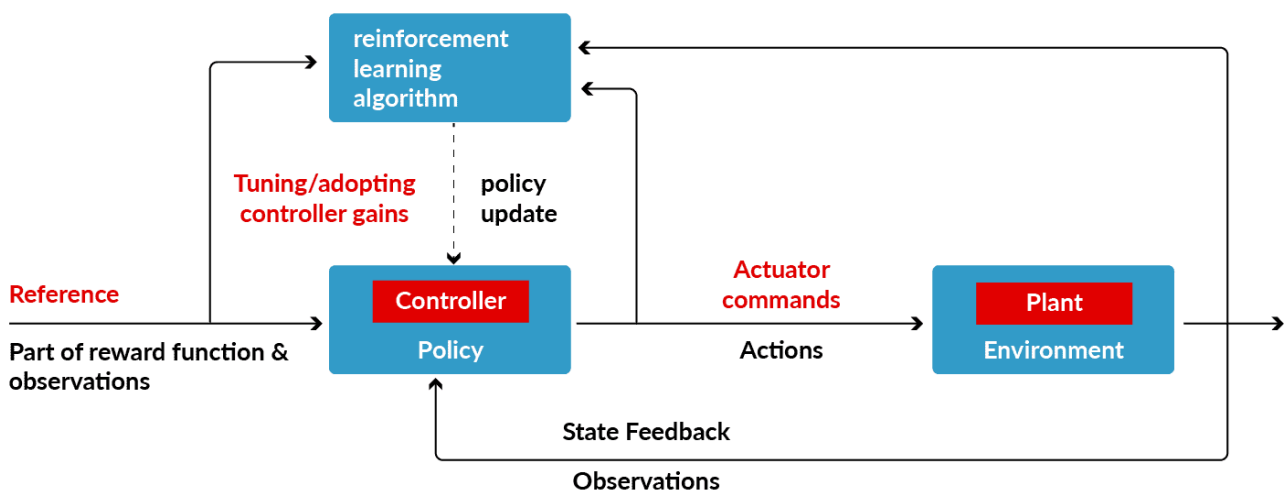 reinforcement
learning
algorithm
Tuning/adopting
controller gains
policy
update
Reference
Part of reward function &
observations
Controller
Policy
Actuator
commands
Actions
Plant
Environment
State Feedback
Observations